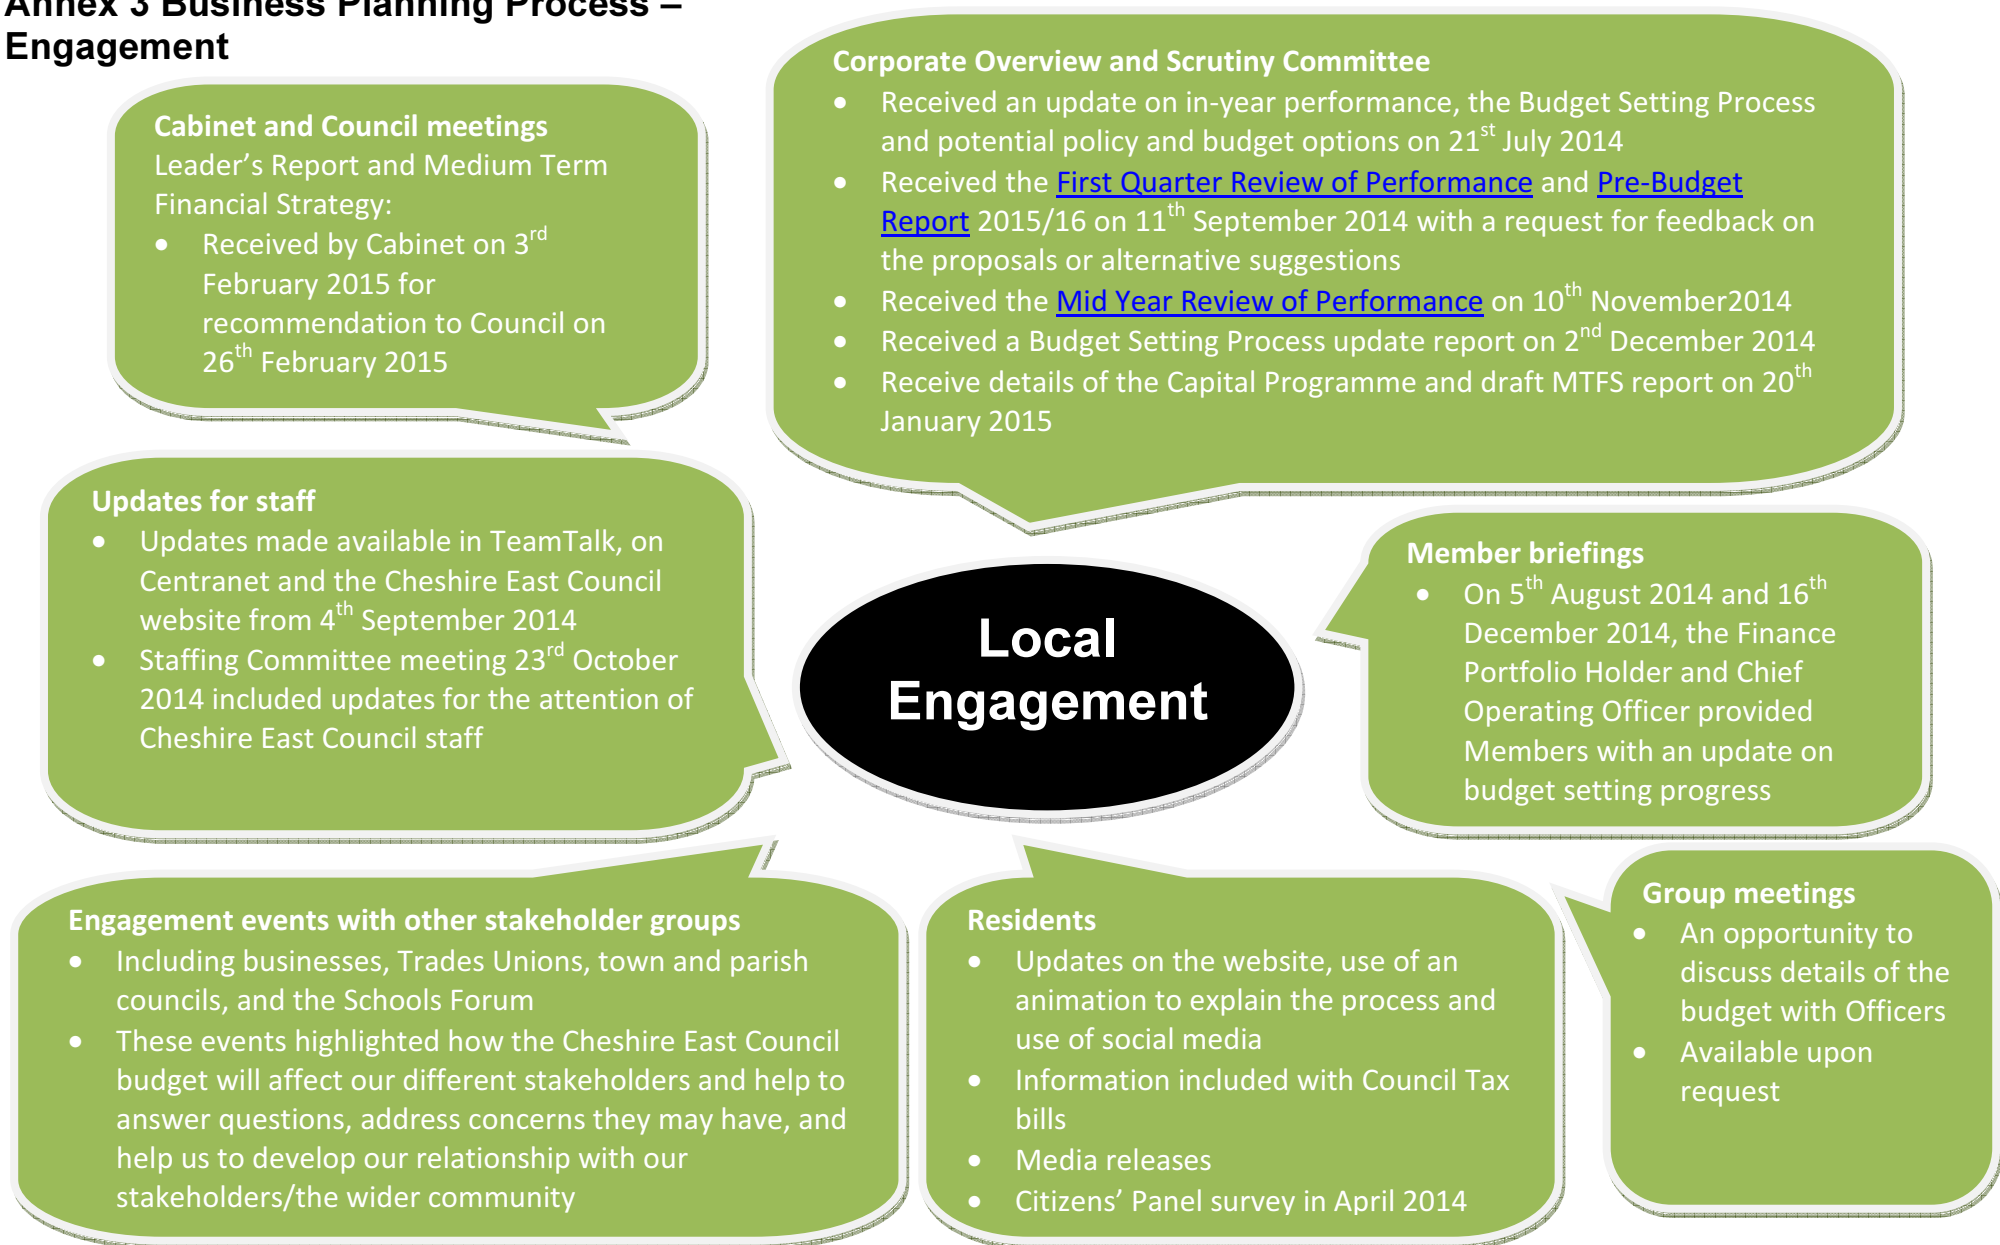 Annex 3 Business Planning Process –
Engagement
Cabinet and Council meetings
Leader’s Report and Medium Term
Financial Strategy:
• Received by Cabinet on 3rd
February 2015 for
recommendation to Council on
26th February 2015
Corporate Overview and Scrutiny Committee
• Received an update on in-year performance, the Budget Setting Process
and potential policy and budget options on 21st July 2014
• Received the First Quarter Review of Performance and Pre-Budget
Report 2015/16 on 11th September 2014 with a request for feedback on
the proposals or alternative suggestions
• Received the Mid Year Review of Performance on 10th November2014
• Received a Budget Setting Process update report on 2nd December 2014
• Receive details of the Capital Programme and draft MTFS report on 20th
January 2015
Updates for staff
• Updates made available in TeamTalk, on
Centranet and the Cheshire East Council
website from 4th September 2014
• Staffing Committee meeting 23rd October
2014 included updates for the attention of
Cheshire East Council staff
Local
Engagement
Member briefings
• On 5th August 2014 and 16th
December 2014, the Finance
Portfolio Holder and Chief
Operating Officer provided
Members with an update on
budget setting progress
Engagement events with other stakeholder groups
• Including businesses, Trades Unions, town and parish
councils, and the Schools Forum
• These events highlighted how the Cheshire East Council
budget will affect our different stakeholders and help to
answer questions, address concerns they may have, and
help us to develop our relationship with our
stakeholders/the wider community
Residents
• Updates on the website, use of an
animation to explain the process and
use of social media
• Information included with Council Tax
bills
• Media releases
• Citizens’ Panel survey in April 2014
Group meetings
• An opportunity to
discuss details of the
budget with Officers
• Available upon
request